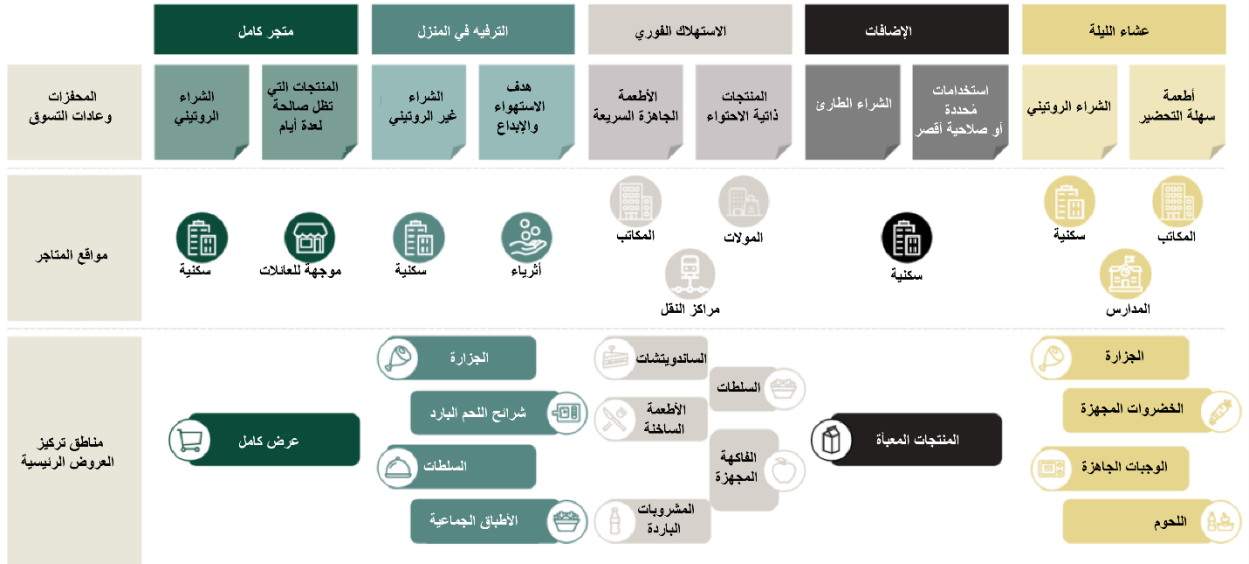 متجر كامل
الترفيه في المنزل
الاستهلاك الفوري
الإضافات
عشاء الليلة
المحفزات
وعادات التسوق
الشراء
الروتيني
المنتجات التي
تظل صالحة
لعدة أيام
الشراء
غير الروتيني
هدف
الاستهواء
والإبداع
الأطعمة
الجاهزة السريعة
المنتجات
ذاتية الاحتواء
الشراء الطارئ
استخدامات
مُحددة
أو صلاحية أقصر
الشراء الروتيني
أطعمة
سهلة التحضير
مواقع المتاجر
سكنية
موجهة للعائلات
سكنية
أثرياء
المكاتب
المولات
مراكز النقل
سكنية
سكنية
المكاتب
المدارس
مناطق تركيز
العروض الرئيسية
عرض كامل
الجزارة
شرائح اللحم البارد
السلطات
الأطباق الجماعية
الساندويتشات
السلطات
الأطعمة
الساخنة
الفاكهة
المجهزة
المشروبات
الباردة
المنتجات المعبأة
الجزارة
الخضروات المجهزة
الوجبات الجاهزة
اللحوم